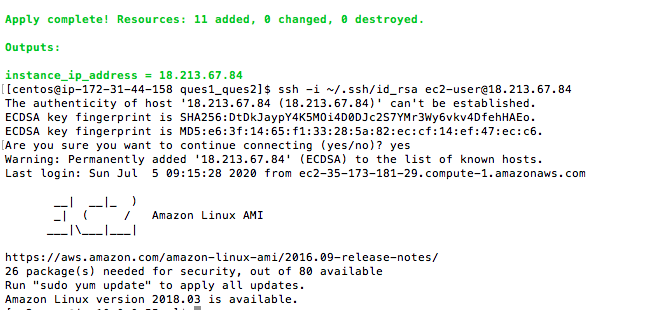 Apply complete! Resources: 11 added, 0 changed, 0 destroyed.
Outputs:
instance_ip_address = 18.213.67.84
[[centos@ip-172-31-44-158 ques1_ques2]$ ssh -i ~/.ssh/id_rsa ec2-user@18.213.67.84
The authenticity of host '18.213.67.84 (18.213.67.84)' can't be established.
ECDSA key fingerprint is SHA256:DtDkJaypY4K5MOi4D0DJc2S7YMr3Wy6vkv4DfehHAEo.
ECDSA key fingerprint is MD5:e6:3f:14:65:f1:33:28:5a:82:ec:cf:14:ef:47:ec:c6.
[Are you sure you want to continue connecting (yes/no)? yes
Warning: Permanently added '18.213.67.84' (ECDSA) to the list of known hosts.
Last login: Sun Jul  5 09:15:28 2020 from ec2-35-173-181-29.compute-1.amazonaws.com
       __|  __|_  )
       _|  (     /   Amazon Linux AMI
      ___|\___|___|
https://aws.amazon.com/amazon-linux-ami/2016.09-release-notes/
26 package(s) needed for security, out of 80 available
Run "sudo yum update" to apply all updates.
Amazon Linux version 2018.03 is available.